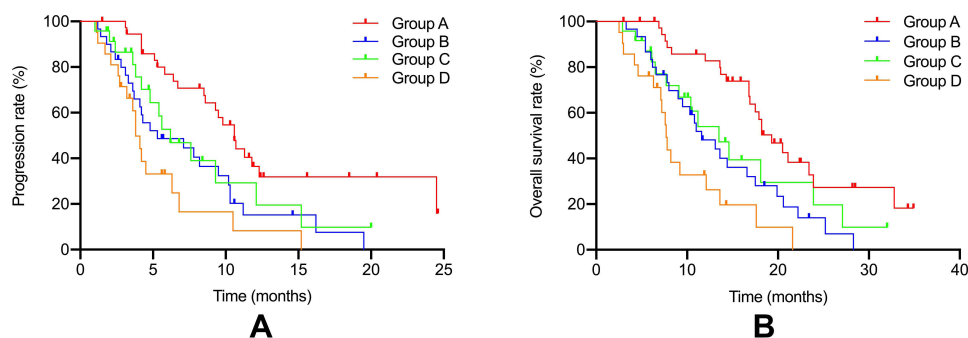 100
80
60
40
20
0
Progression rate (%)
0 5 10 15 20 25
Time (months)
Group A
Group B
Group C
Group D
A
100
80
60
40
20
0
Overall survival rate (%)
0 10 20 30 40
Time (months)
Group A
Group B
Group C
Group D
B